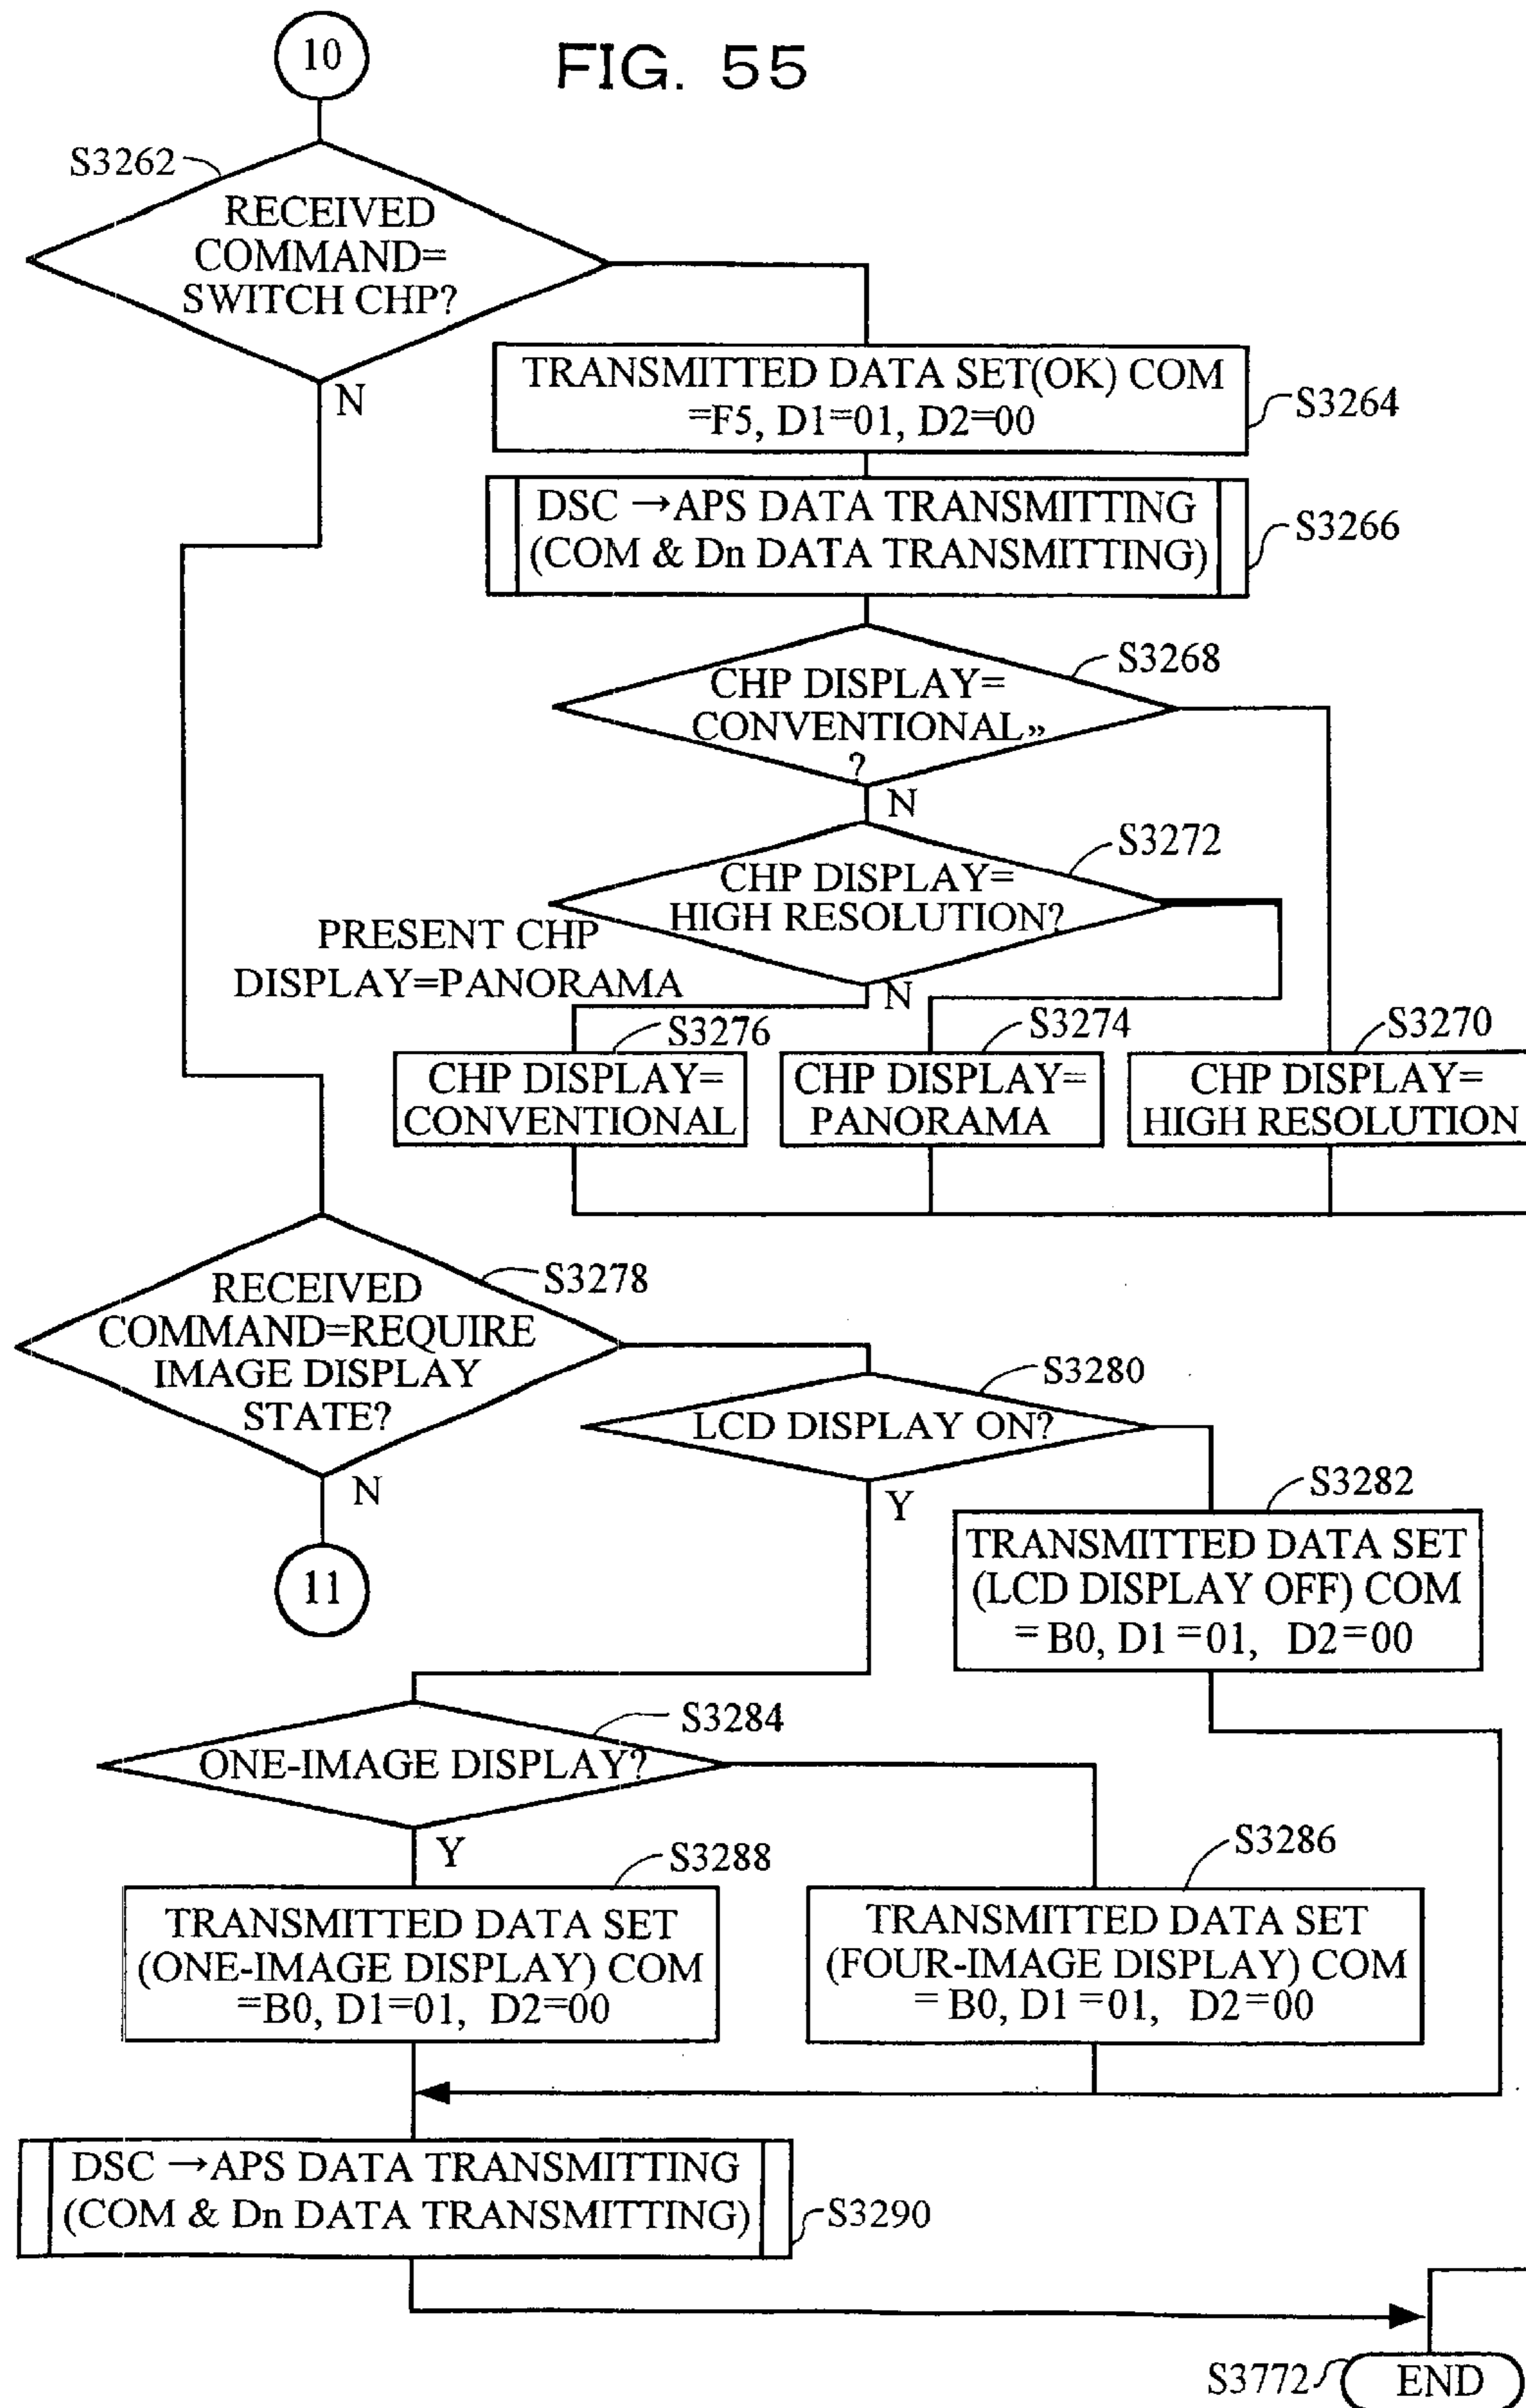 10
FIG. 55
S3262
RECEIVED
COMMAND=
SWITCH CHP?
N
TRANSMITTED DATA SET(OK) COM
=F5, D1=01, D2=00
S3264
DSC →APS DATA TRANSMITTING
(COM & Dn DATA TRANSMITTING)
S3266
S3268
CHP DISPLAY=
CONVENTIONAL»
?
N
S3272
CHP DISPLAY=
HIGH RESOLUTION?
PRESENT CHP
DISPLAY=PANORAMA
N
S3276
S3274
S3270
CHP DISPLAY=
CONVENTIONAL
CHP DISPLAY=
PANORAMA
CHP DISPLAY=
HIGH RESOLUTION
S3278
RECEIVED
COMMAND=REQUIRE
IMAGE DISPLAY
STATE?
N
11
S3280
LCD DISPLAY ON?
Y
S3282
TRANSMITTED DATA SET
(LCD DISPLAY OFF) COM
=B0, D1=01, D2=00
S3284
ONE-IMAGE DISPLAY?
Y
S3288
TRANSMITTED DATA SET
(ONE-IMAGE DISPLAY) COM
=B0, D1=01, D2=00
S3286
TRANSMITTED DATA SET
(FOUR-IMAGE DISPLAY) COM
=B0, D1=01, D2=00
DSC →APS DATA TRANSMITTING
(COM & Dn DATA TRANSMITTING)
S3290
S3772
END